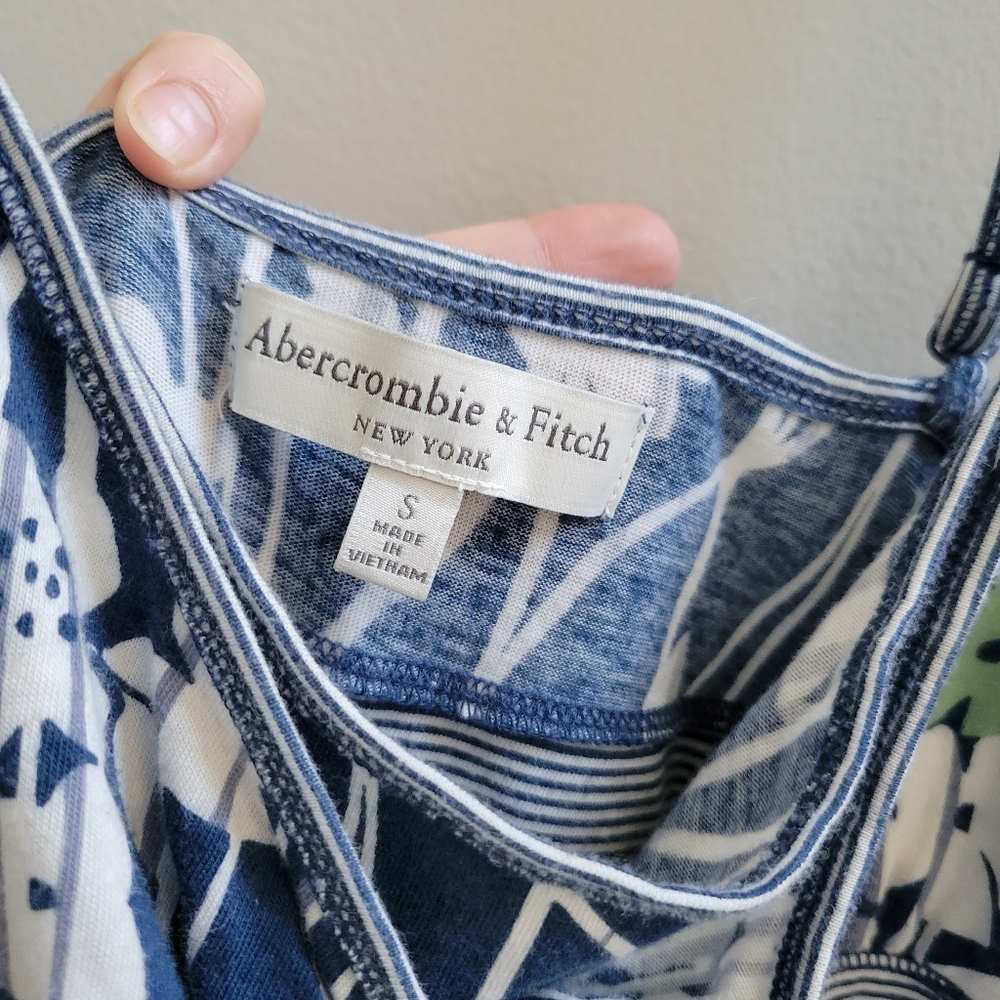 Abercrombie & Fitch
NEW YORK
S
MADE
IN
VIETNAM